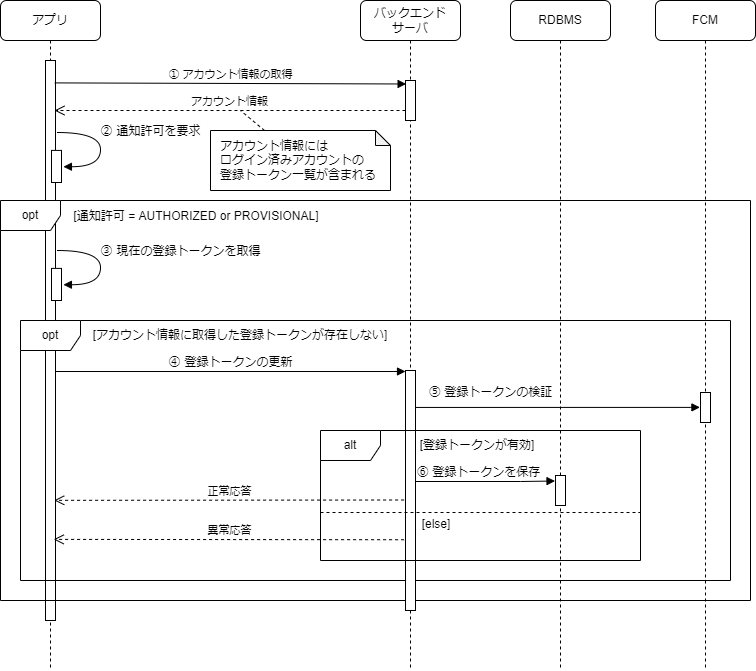 アプリ
バックエンド
サーバ
RDBMS
FCM
① アカウント情報の取得
アカウント情報
② 通知許可を要求
アカウント情報には
ログイン済みアカウントの
登録トークン一覧が含まれる
opt
[通知許可 = AUTHORIZED or PROVISIONAL]
③ 現在の登録トークンを取得
opt
[アカウント情報に取得した登録トークンが存在しない]
④ 登録トークンの更新
⑤ 登録トークンの検証
alt
[登録トークンが有効]
⑥ 登録トークンを保存
正常応答
[else]
異常応答